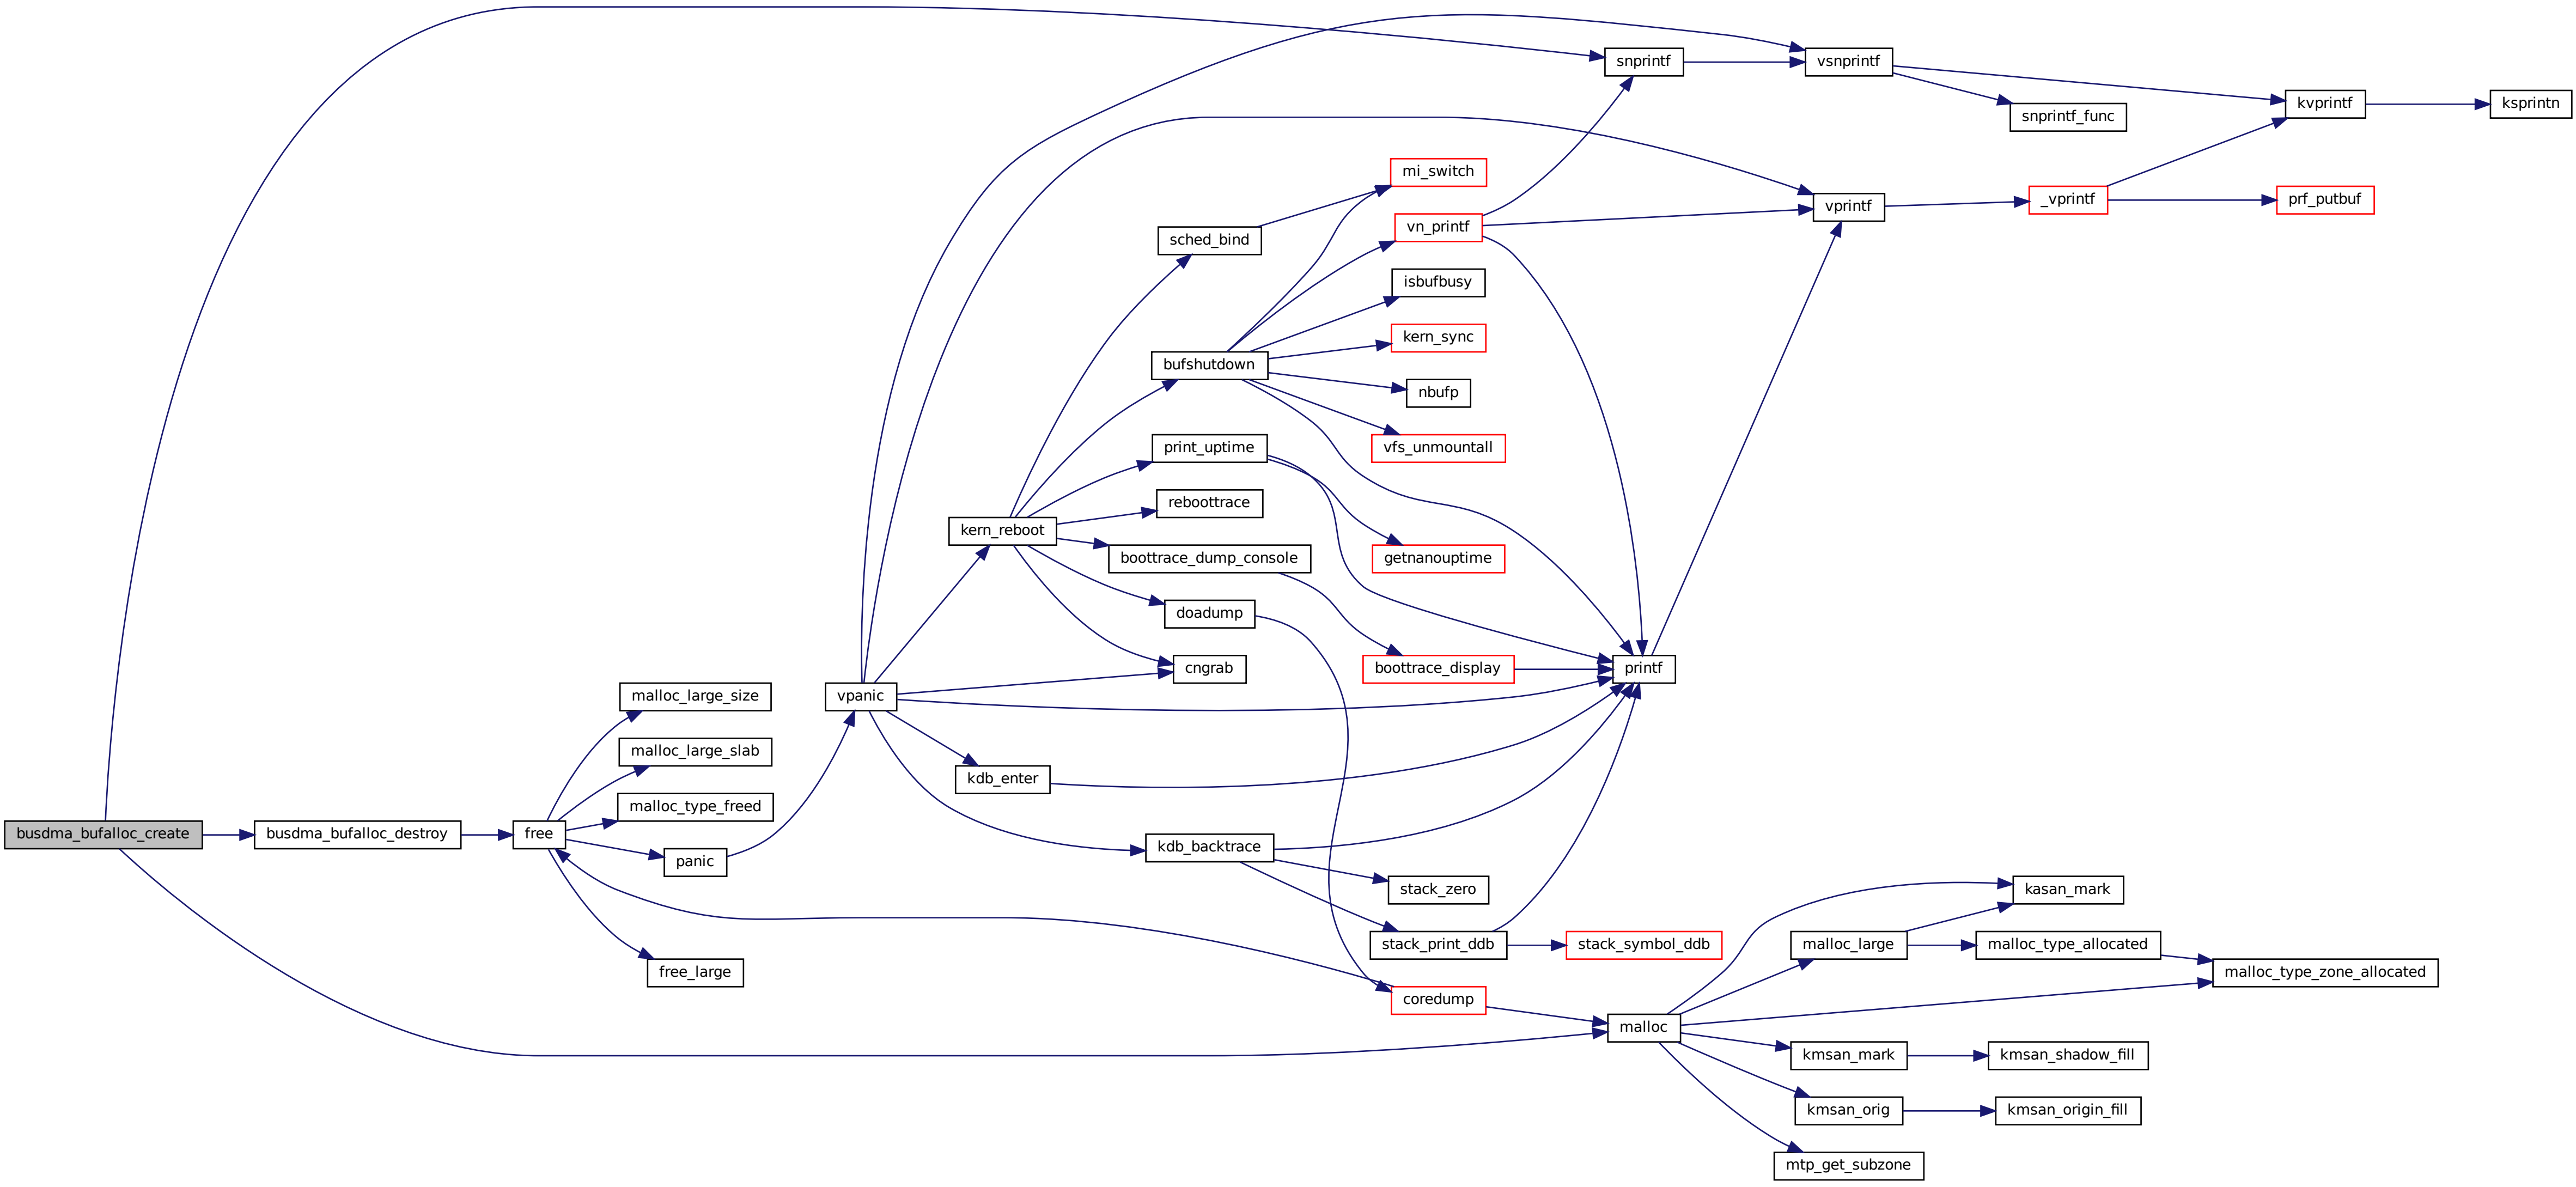 snprintf
vsnprintf
kvprintf
ksprintn
snprintf_func
mi_switch
vprintf
_vprintf
prf_putbuf
sched_bind
vn_printf
isbufbusy
bufshutdown
kern_sync
nbufp
print_uptime
vfs_unmountall
reboottrace
kern_reboot
boottrace_dump_console
getnanouptime
doadump
cngrab
boottrace_display
printf
malloc_large_size
vpanic
malloc_large_slab
kdb_enter
malloc_type_freed
busdma_bufalloc_create
busdma_bufalloc_destroy
free
panic
kdb_backtrace
stack_zero
kasan_mark
stack_print_ddb
stack_symbol_ddb
malloc_large
malloc_type_allocated
free_large
malloc_type_zone_allocated
coredump
malloc
kmsan_mark
kmsan_shadow_fill
kmsan_orig
kmsan_origin_fill
mtp_get_subzone